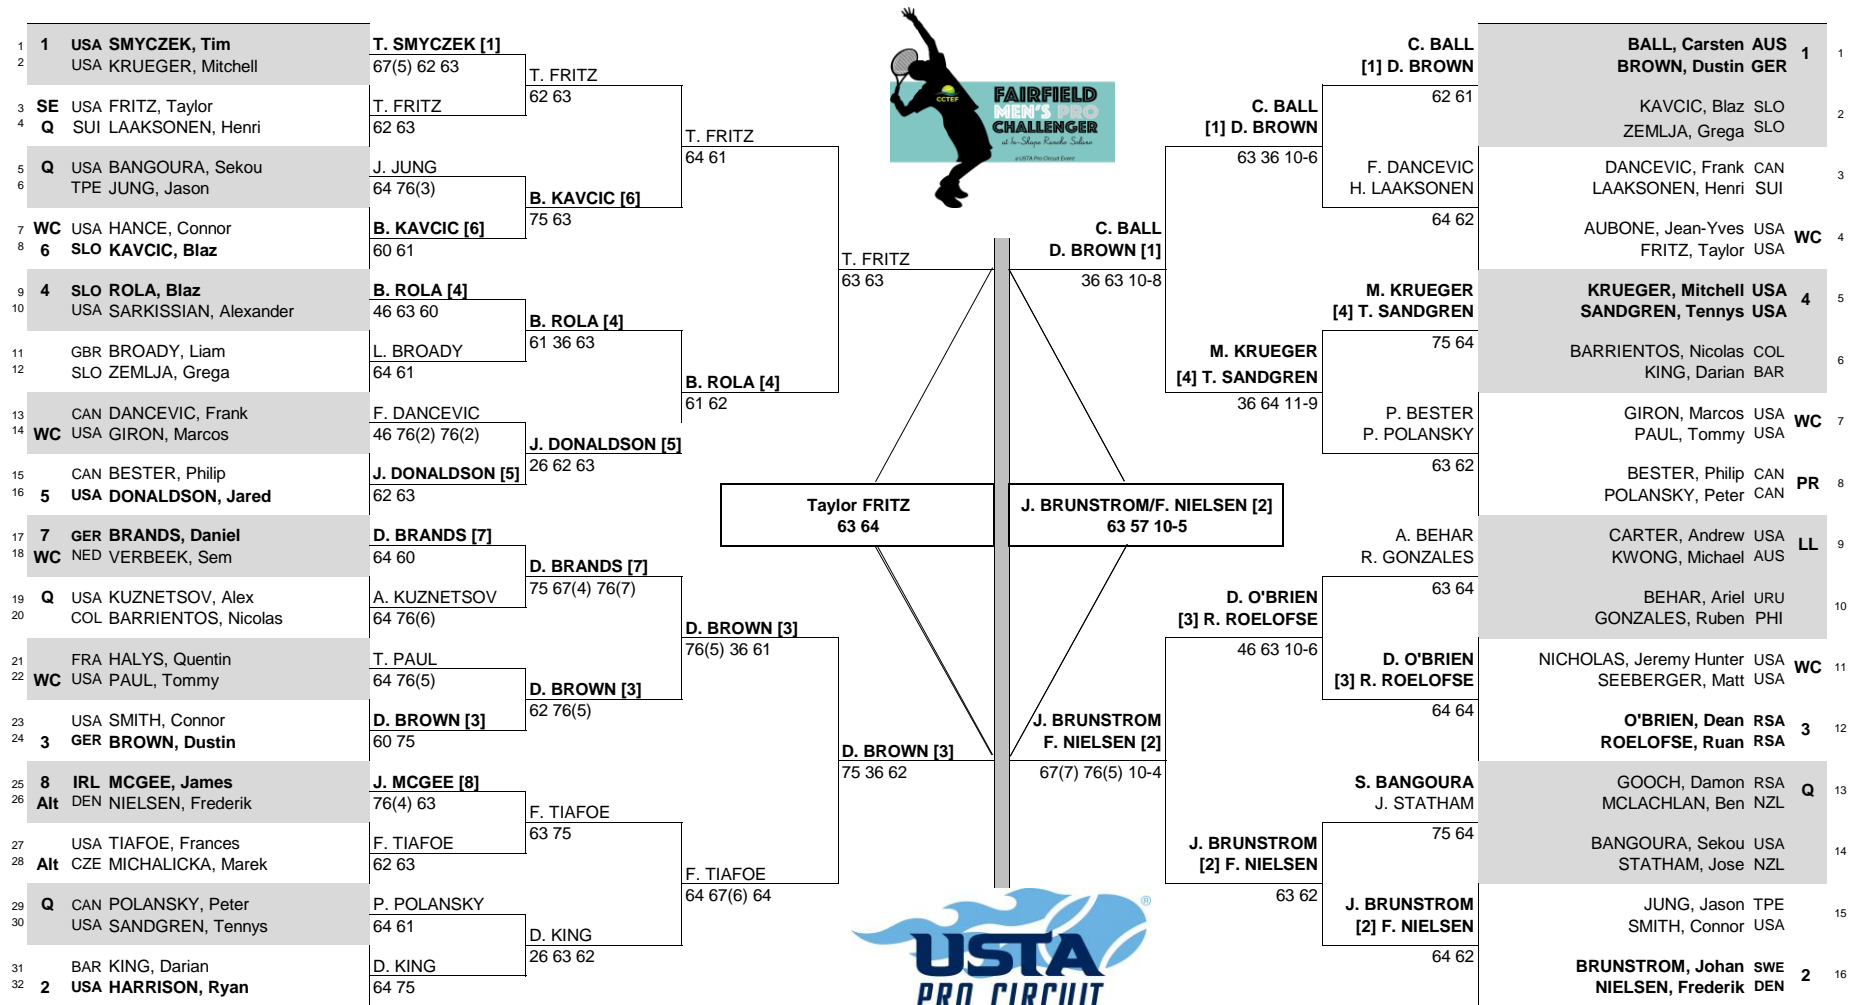 1 1 USA SMYCZEK, Tim
2 USA KRUEGER, Mitchell
3 SE USA FRITZ, Taylor
4 Q SUI LAAKSONEN, Henri
5 Q USA BANGOURA, Sekou
6 TPE JUNG, Jason
7 WC USA HANCE, Connor
8 6 SLO KAVCIC, Blaz
9 4 SLO ROLA, Blaz
10 USA SARKISSIAN, Alexander
11 GBR BROADY, Liam
12 SLO ZEMLJA, Grega
13 CAN DANCEVIC, Frank
14 WC USA GIRON, Marcos
15 CAN BESTER, Philip
16 5 USA DONALDSON, Jared
17 7 GER BRANDS, Daniel
18 WC NED VERBEEK, Sem
19 Q USA KUZNETSOV, Alex
20 COL BARRIENTOS, Nicolas
21 FRA HALYS, Quentin
22 WC USA PAUL, Tommy
23 USA SMITH, Connor
24 3 GER BROWN, Dustin
25 8 IRL MCGEE, James
26 Alt DEN NIELSEN, Frederik
27 USA TIAFOE, Frances
28 Alt CZE MICHALICKA, Marek
29 Q CAN POLANSKY, Peter
30 USA SANDGREN, Tennys
31 BAR KING, Darian
32 2 USA HARRISON, Ryan
T. SMYCZEK [1]
67(5) 62 63
T. FRITZ
62 63
J. JUNG
64 76(3)
B. KAVCIC [6]
60 61
B. ROLA [4]
46 63 60
L. BROADY
64 61
F. DANCEVIC
46 76(2) 76(2)
J. DONALDSON [5]
62 63
D. BRANDS [7]
64 60
A. KUZNETSOV
64 76(6)
T. PAUL
64 76(5)
D. BROWN [3]
60 75
J. MCGEE [8]
76(4) 63
F. TIAFOE
62 63
P. POLANSKY
64 61
D. KING
64 75
T. FRITZ
62 63
B. KAVCIC [6]
75 63
B. ROLA [4]
61 36 63
J. DONALDSON [5]
26 62 63
D. BRANDS [7]
75 67(4) 76(7)
D. BROWN [3]
62 76(5)
F. TIAFOE
63 75
D. KING
26 63 62
T. FRITZ
64 61
B. ROLA [4]
61 62
D. BROWN [3]
76(5) 36 61
F. TIAFOE
64 67(6) 64
T. FRITZ
63 63
D. BROWN [3]
75 36 62
Taylor FRITZ
63 64
CCTEF
FAIRFIELD
MEN'S PRO
CHALLENGER
at In-Shape Rancho Solano
a USTA Pro Circuit Event
J. BRUNSTROM/F. NIELSEN [2]
63 57 10-5
USTA
PRO CIRCUIT
®
C. BALL
D. BROWN [1]
36 63 10-8
J. BRUNSTROM
F. NIELSEN [2]
67(7) 76(5) 10-4
C. BALL
[1] D. BROWN
63 36 10-6
M. KRUEGER
[4] T. SANDGREN
36 64 11-9
D. O'BRIEN
[3] R. ROELOFSE
46 63 10-6
J. BRUNSTROM
[2] F. NIELSEN
63 62
C. BALL
[1] D. BROWN
62 61
F. DANCEVIC
H. LAAKSONEN
64 62
M. KRUEGER
[4] T. SANDGREN
75 64
P. BESTER
P. POLANSKY
63 62
A. BEHAR
R. GONZALES
63 64
D. O'BRIEN
[3] R. ROELOFSE
64 64
S. BANGOURA
J. STATHAM
75 64
J. BRUNSTROM
[2] F. NIELSEN
64 62
BALL, Carsten AUS 1 1
BROWN, Dustin GER
KAVCIC, Blaz SLO 2
ZEMLJA, Grega SLO
DANCEVIC, Frank CAN 3
LAAKSONEN, Henri SUI
AUBONE, Jean-Yves USA WC 4
FRITZ, Taylor USA
KRUEGER, Mitchell USA 4 5
SANDGREN, Tennys USA
BARRIENTOS, Nicolas COL 6
KING, Darian BAR
GIRON, Marcos USA WC 7
PAUL, Tommy USA
BESTER, Philip CAN PR 8
POLANSKY, Peter CAN
CARTER, Andrew USA LL 9
KWONG, Michael AUS
BEHAR, Ariel URU 10
GONZALES, Ruben PHI
NICHOLAS, Jeremy Hunter USA WC 11
SEEBERGER, Matt USA
O'BRIEN, Dean RSA 3 12
ROELOFSE, Ruan RSA
GOOCH, Damon RSA Q 13
MCLACHLAN, Ben NZL
BANGOURA, Sekou USA 14
STATHAM, Jose NZL
JUNG, Jason TPE 15
SMITH, Connor USA
BRUNSTROM, Johan SWE 2 16
NIELSEN, Frederik DEN